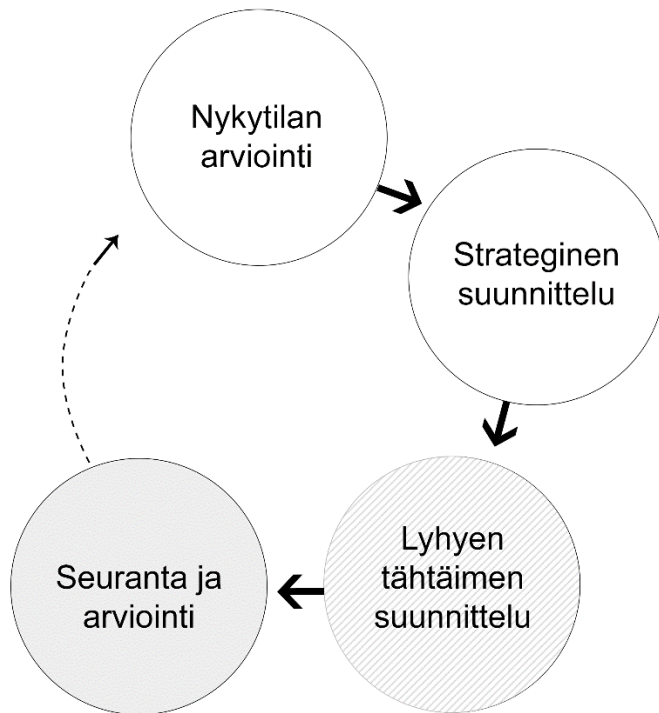 Nykytilan
arviointi
Strateginen
suunnittelu
Lyhyen
tähtäimen
suunnittelu
Seuranta ja
arviointi